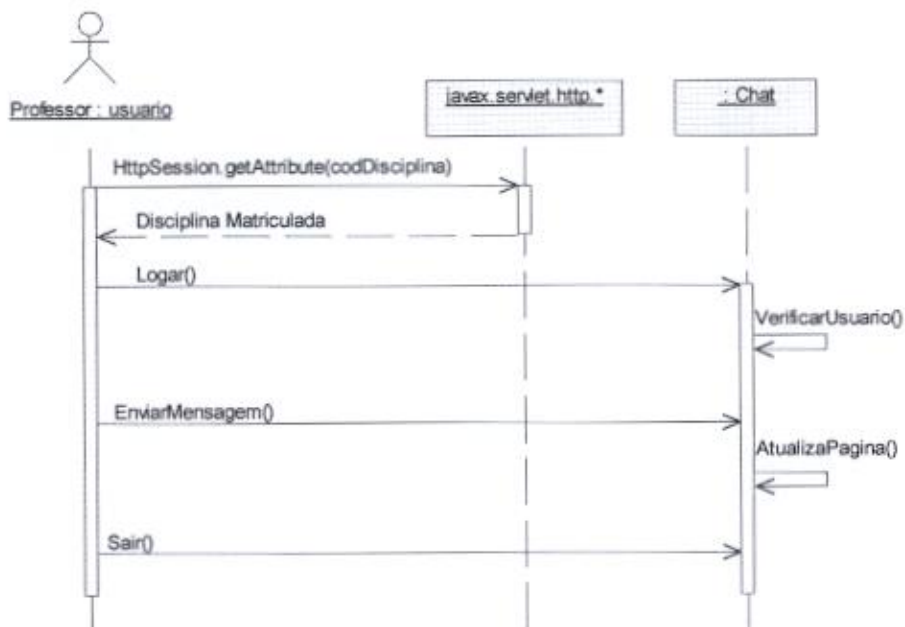 Professor : usuario
javax.servlet.http.*
: Chat
HttpSession.getAttribute(codDisciplina)
Disciplina Matriculada
Logar()
VerificarUsuario()
EnviarMensagem()
AtualizaPagina()
Sair()